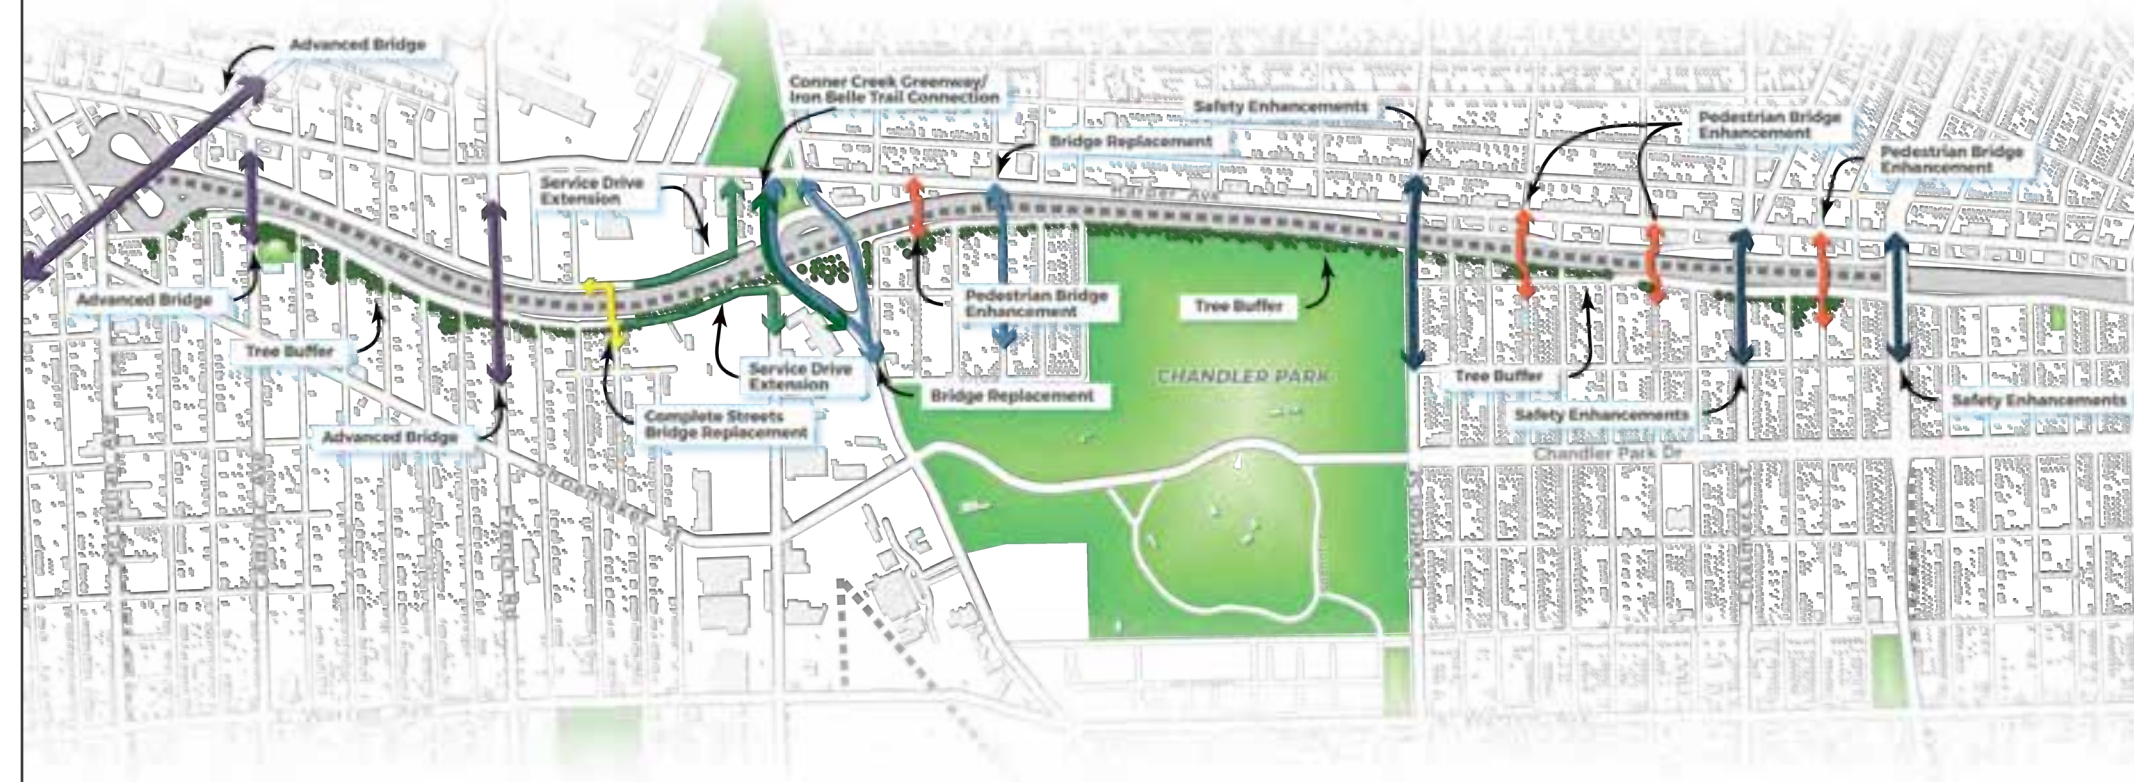 Advanced Bridge
Conner Creek Greenway/
Iron Belle Trail Connection
Safety Enhancements
Pedestrian Bridge
Enhancement
Bridge Replacement
Pedestrian Bridge
Enhancement
Service Drive
Extension
Advanced Bridge
Pedestrian Bridge
Enhancement
Tree Buffer
Tree Buffer
Service Drive
Extension
CHANDLER PARK
Tree Buffer
Bridge Replacement
Safety Enhancements
Safety Enhancements
Complete Streets
Bridge Replacement
Advanced Bridge
Chandler Park Dr